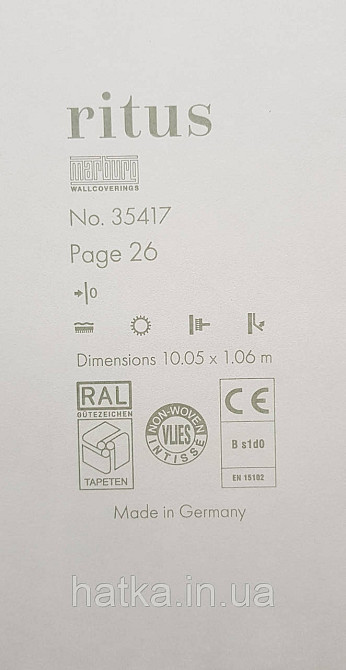 ritus
marburg
WALLCOVERINGS
No. 35417
Page 26
0
Dimensions 10.05 x 1.06 m
RAL
GÜTEZEICHEN
TAPETEN
NON-WOVEN
VLIES
INTISSE
CE
B s1d0
EN 15102
Made in Germany
hatka.in.ua